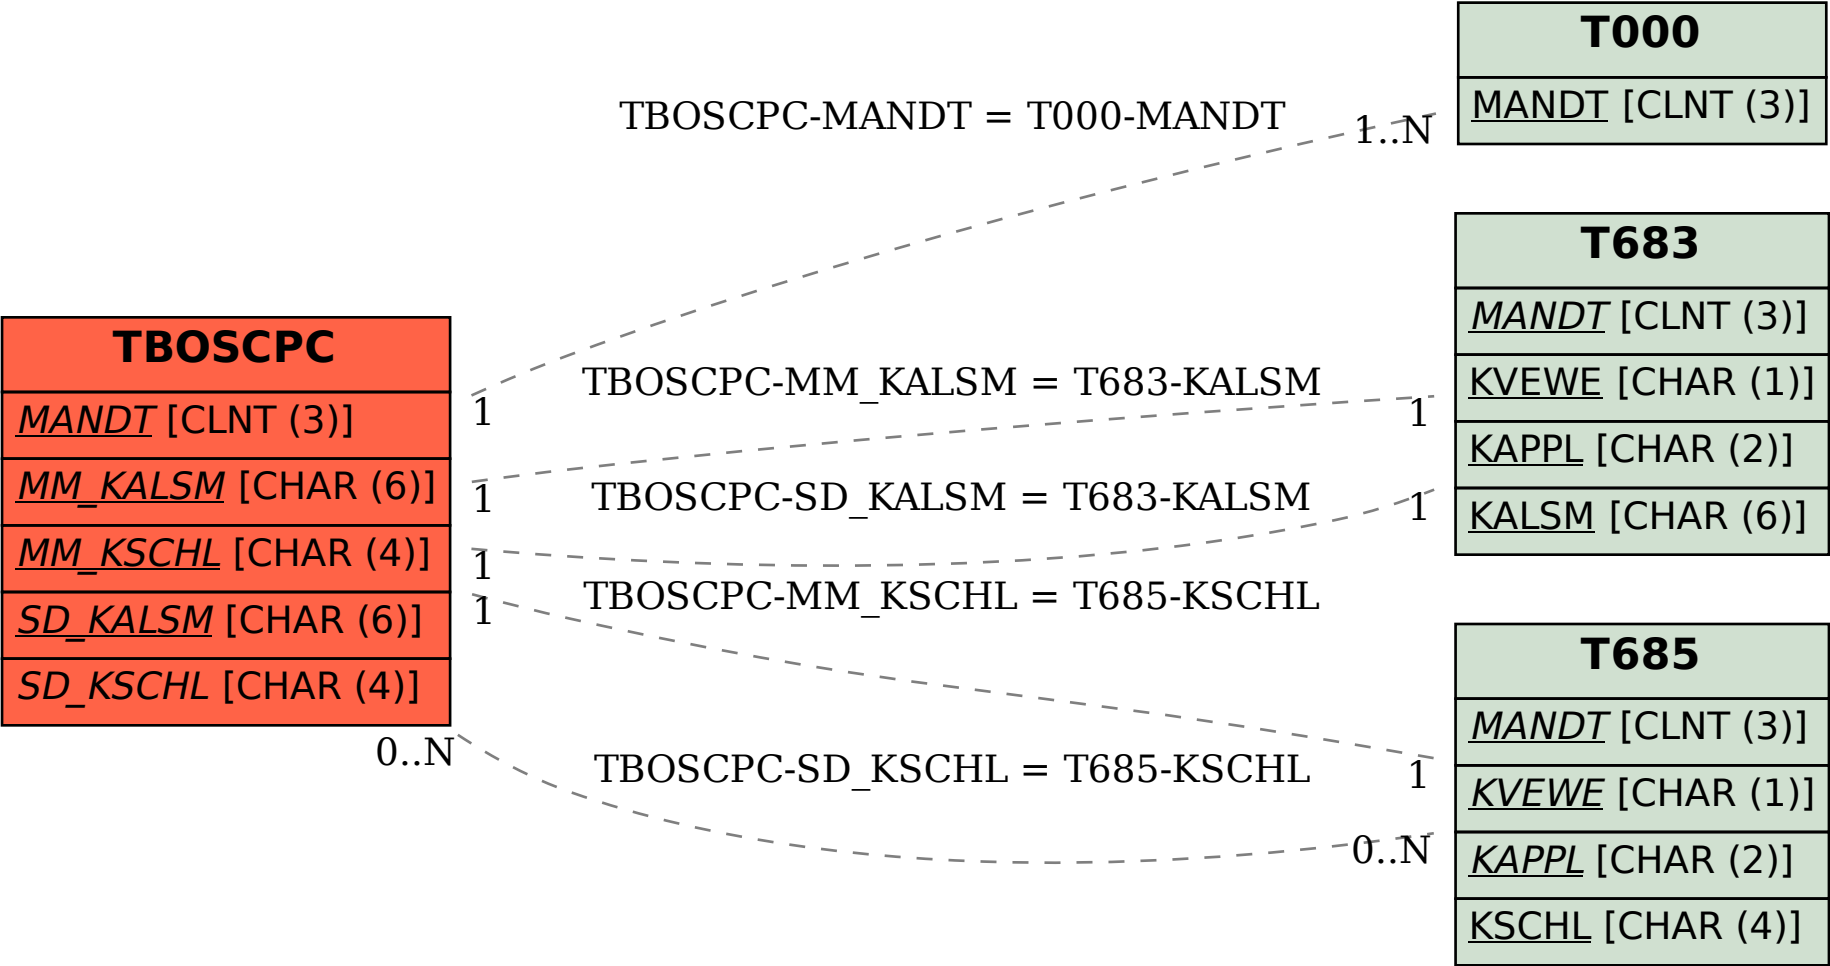 TBOSCPC
MANDT [CLNT (3)]
MM_KALSM [CHAR (6)]
MM_KSCHL [CHAR (4)]
SD_KALSM [CHAR (6)]
SD_KSCHL [CHAR (4)]
TBOSCPC-MANDT = T000-MANDT
1..N
1
TBOSCPC-MM_KALSM = T683-KALSM
1
1
TBOSCPC-SD_KALSM = T683-KALSM
1
1
TBOSCPC-MM_KSCHL = T685-KSCHL
1
1
TBOSCPC-SD_KSCHL = T685-KSCHL
0..N
0..N
T000
MANDT [CLNT (3)]
T683
MANDT [CLNT (3)]
KVEWE [CHAR (1)]
KAPPL [CHAR (2)]
KALSM [CHAR (6)]
T685
MANDT [CLNT (3)]
KVEWE [CHAR (1)]
KAPPL [CHAR (2)]
KSCHL [CHAR (4)]